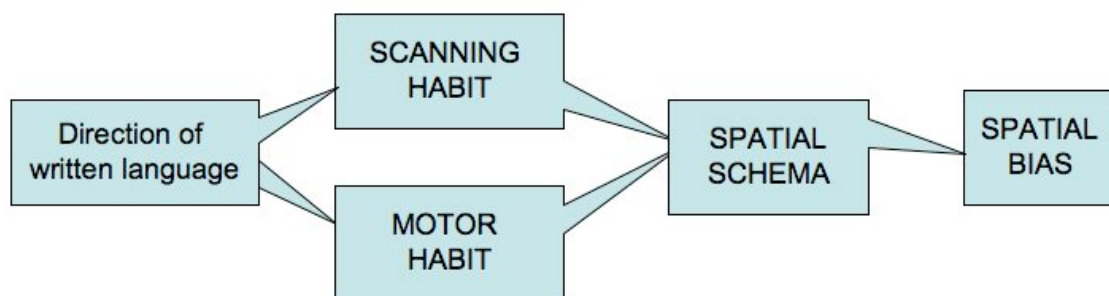 Direction of
written language
SCANNING
HABIT
MOTOR
HABIT
SPATIAL
SCHEMA
SPATIAL
BIAS